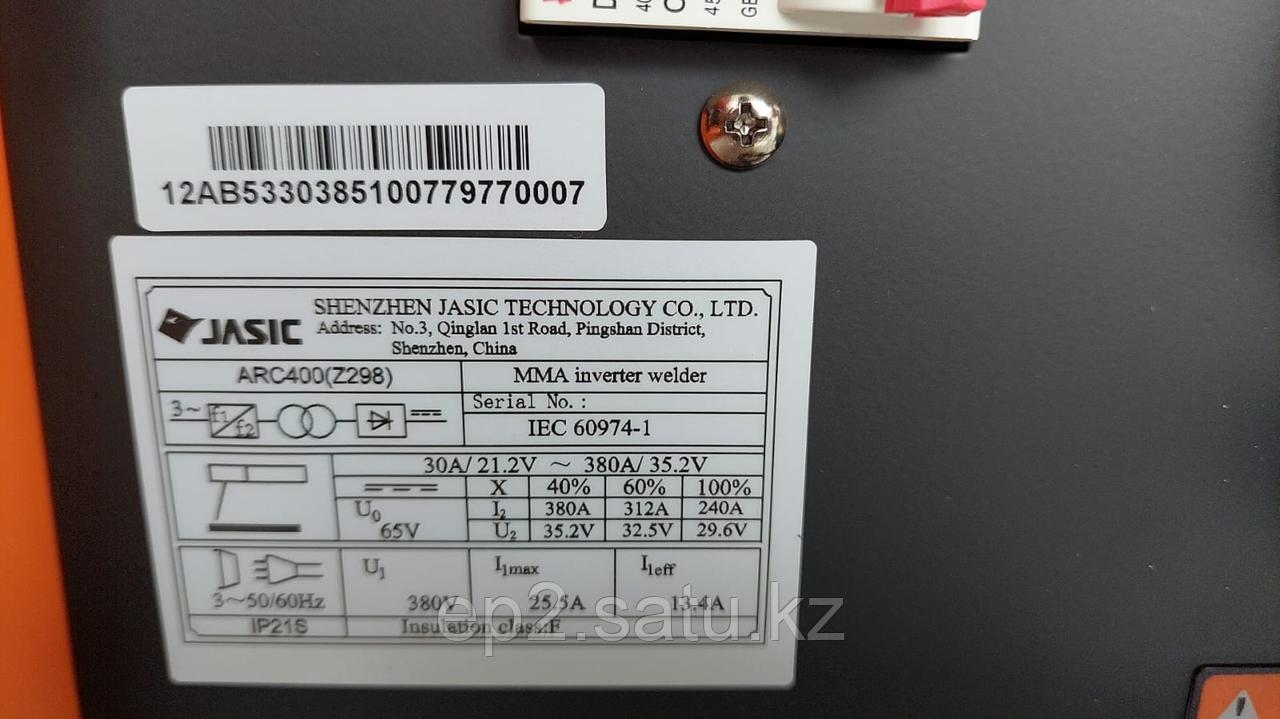 40
45
12AB5330385100779770007
JASIC
SHENZHEN JASIC TECHNOLOGY CO., LTD.
Address: No.3, Qinglan 1st Road, Pingshan District,
Shenzhen, China
ARC400(Z298) MMA inverter welder
3~ f1 f2 Serial No. :
IEC 60974-1
30A/ 21.2V ~ 380A/ 35.2V
X 40% 60% 100%
U0 65V I2 380A 312A 240A
U2 35.2V 32.5V 29.6V
U1 I1max I1eff
3~50/60Hz 380V 25.5A 13.4A
IP21S Insulation class:F
ep2.satu.kz